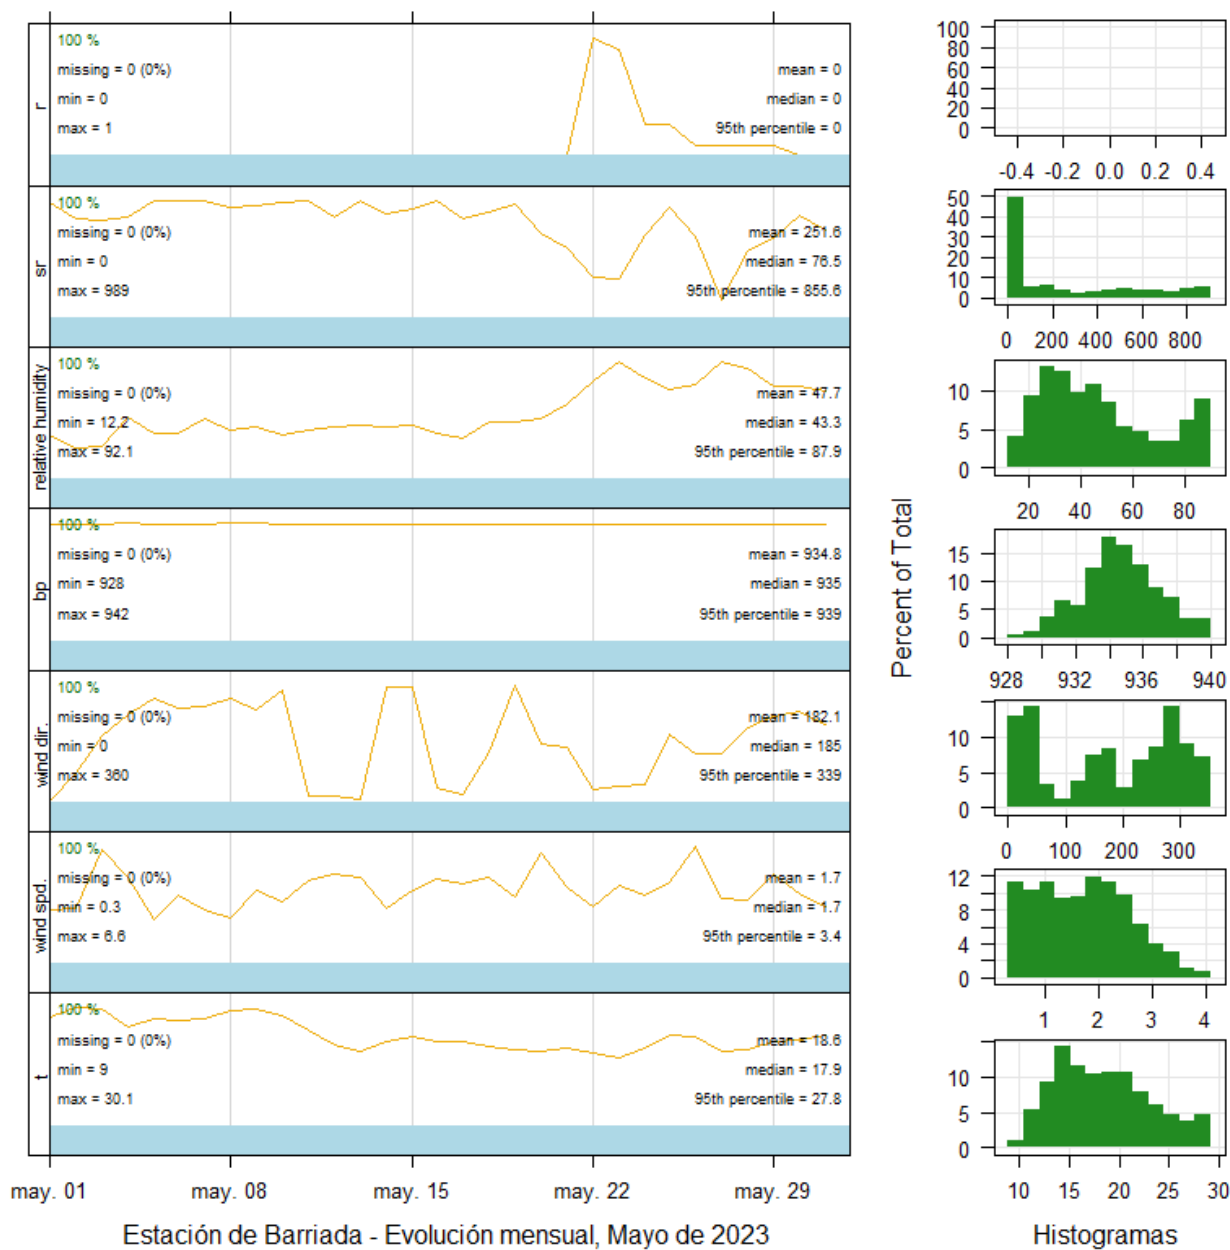 r
100 %
missing = 0 (0%)
min = 0
max = 1
mean = 0
median = 0
95th percentile = 0
sr
100 %
missing = 0 (0%)
min = 0
max = 989
mean = 251.6
median = 76.5
95th percentile = 855.6
relative humidity
100 %
missing = 0 (0%)
min = 12.2
max = 92.1
mean = 47.7
median = 43.3
95th percentile = 87.9
bp
100 %
missing = 0 (0%)
min = 928
max = 942
mean = 934.8
median = 935
95th percentile = 939
wind dir.
100 %
missing = 0 (0%)
min = 0
max = 360
mean = 182.1
median = 185
95th percentile = 339
wind spd.
100 %
missing = 0 (0%)
min = 0.3
max = 6.6
mean = 1.7
median = 1.7
95th percentile = 3.4
t
100 %
missing = 0 (0%)
min = 9
max = 30.1
mean = 18.6
median = 17.9
95th percentile = 27.8
may. 01 may. 08 may. 15 may. 22 may. 29
Estación de Barriada - Evolución mensual, Mayo de 2023
Percent of Total
100
80
60
40
20
0
-0.4 -0.2 0.0 0.2 0.4
50
40
30
20
10
0
0 200 400 600 800
10
5
0
20 40 60 80
15
10
5
0
928 932 936 940
10
5
0
0 100 200 300
12
8
4
0
1 2 3 4
10
5
0
10 15 20 25 30
Histogramas